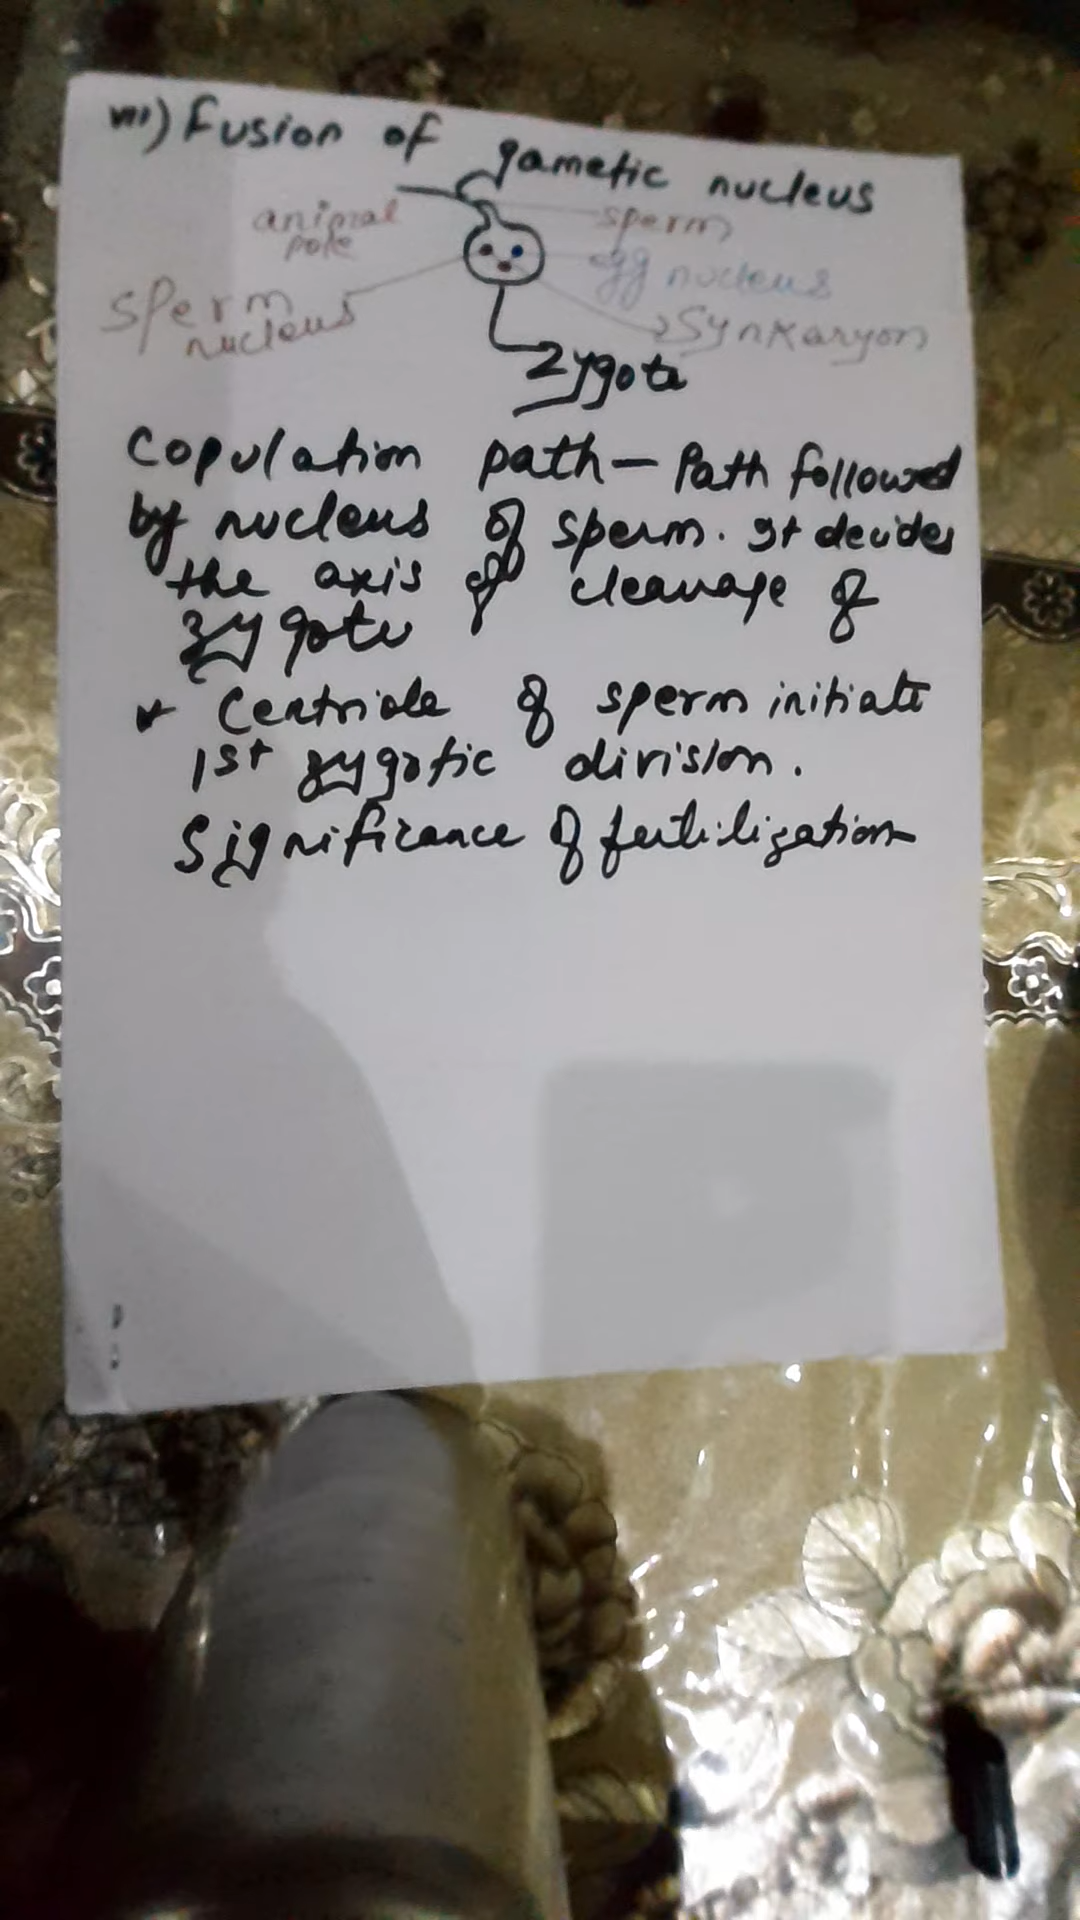 vii) Fusion of gametic nucleus
animal pole
sperm
egg nucleus
Sperm nucleus
Synkaryon
Zygote
Copulation path - Path followed
by nucleus of sperm. It decides
the axis of cleavage of
zygote
* Centriole of sperm initiate
1st zygotic division.
Significance of fertilization